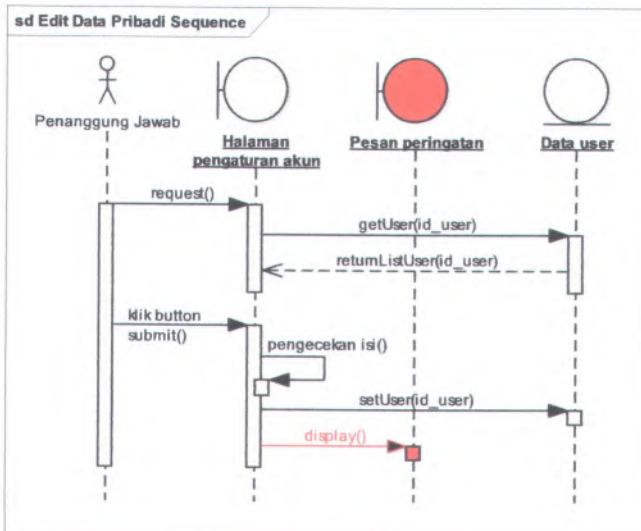 sd Edit Data Pribadi Sequence
Penanggung Jawab
Halaman
pengaturan akun
Pesan peringatan
Data user
request()
getUser(id_user)
returnListUser(id_user)
klik button
submit()
pengecekan isi()
setUser(id_user)
display()